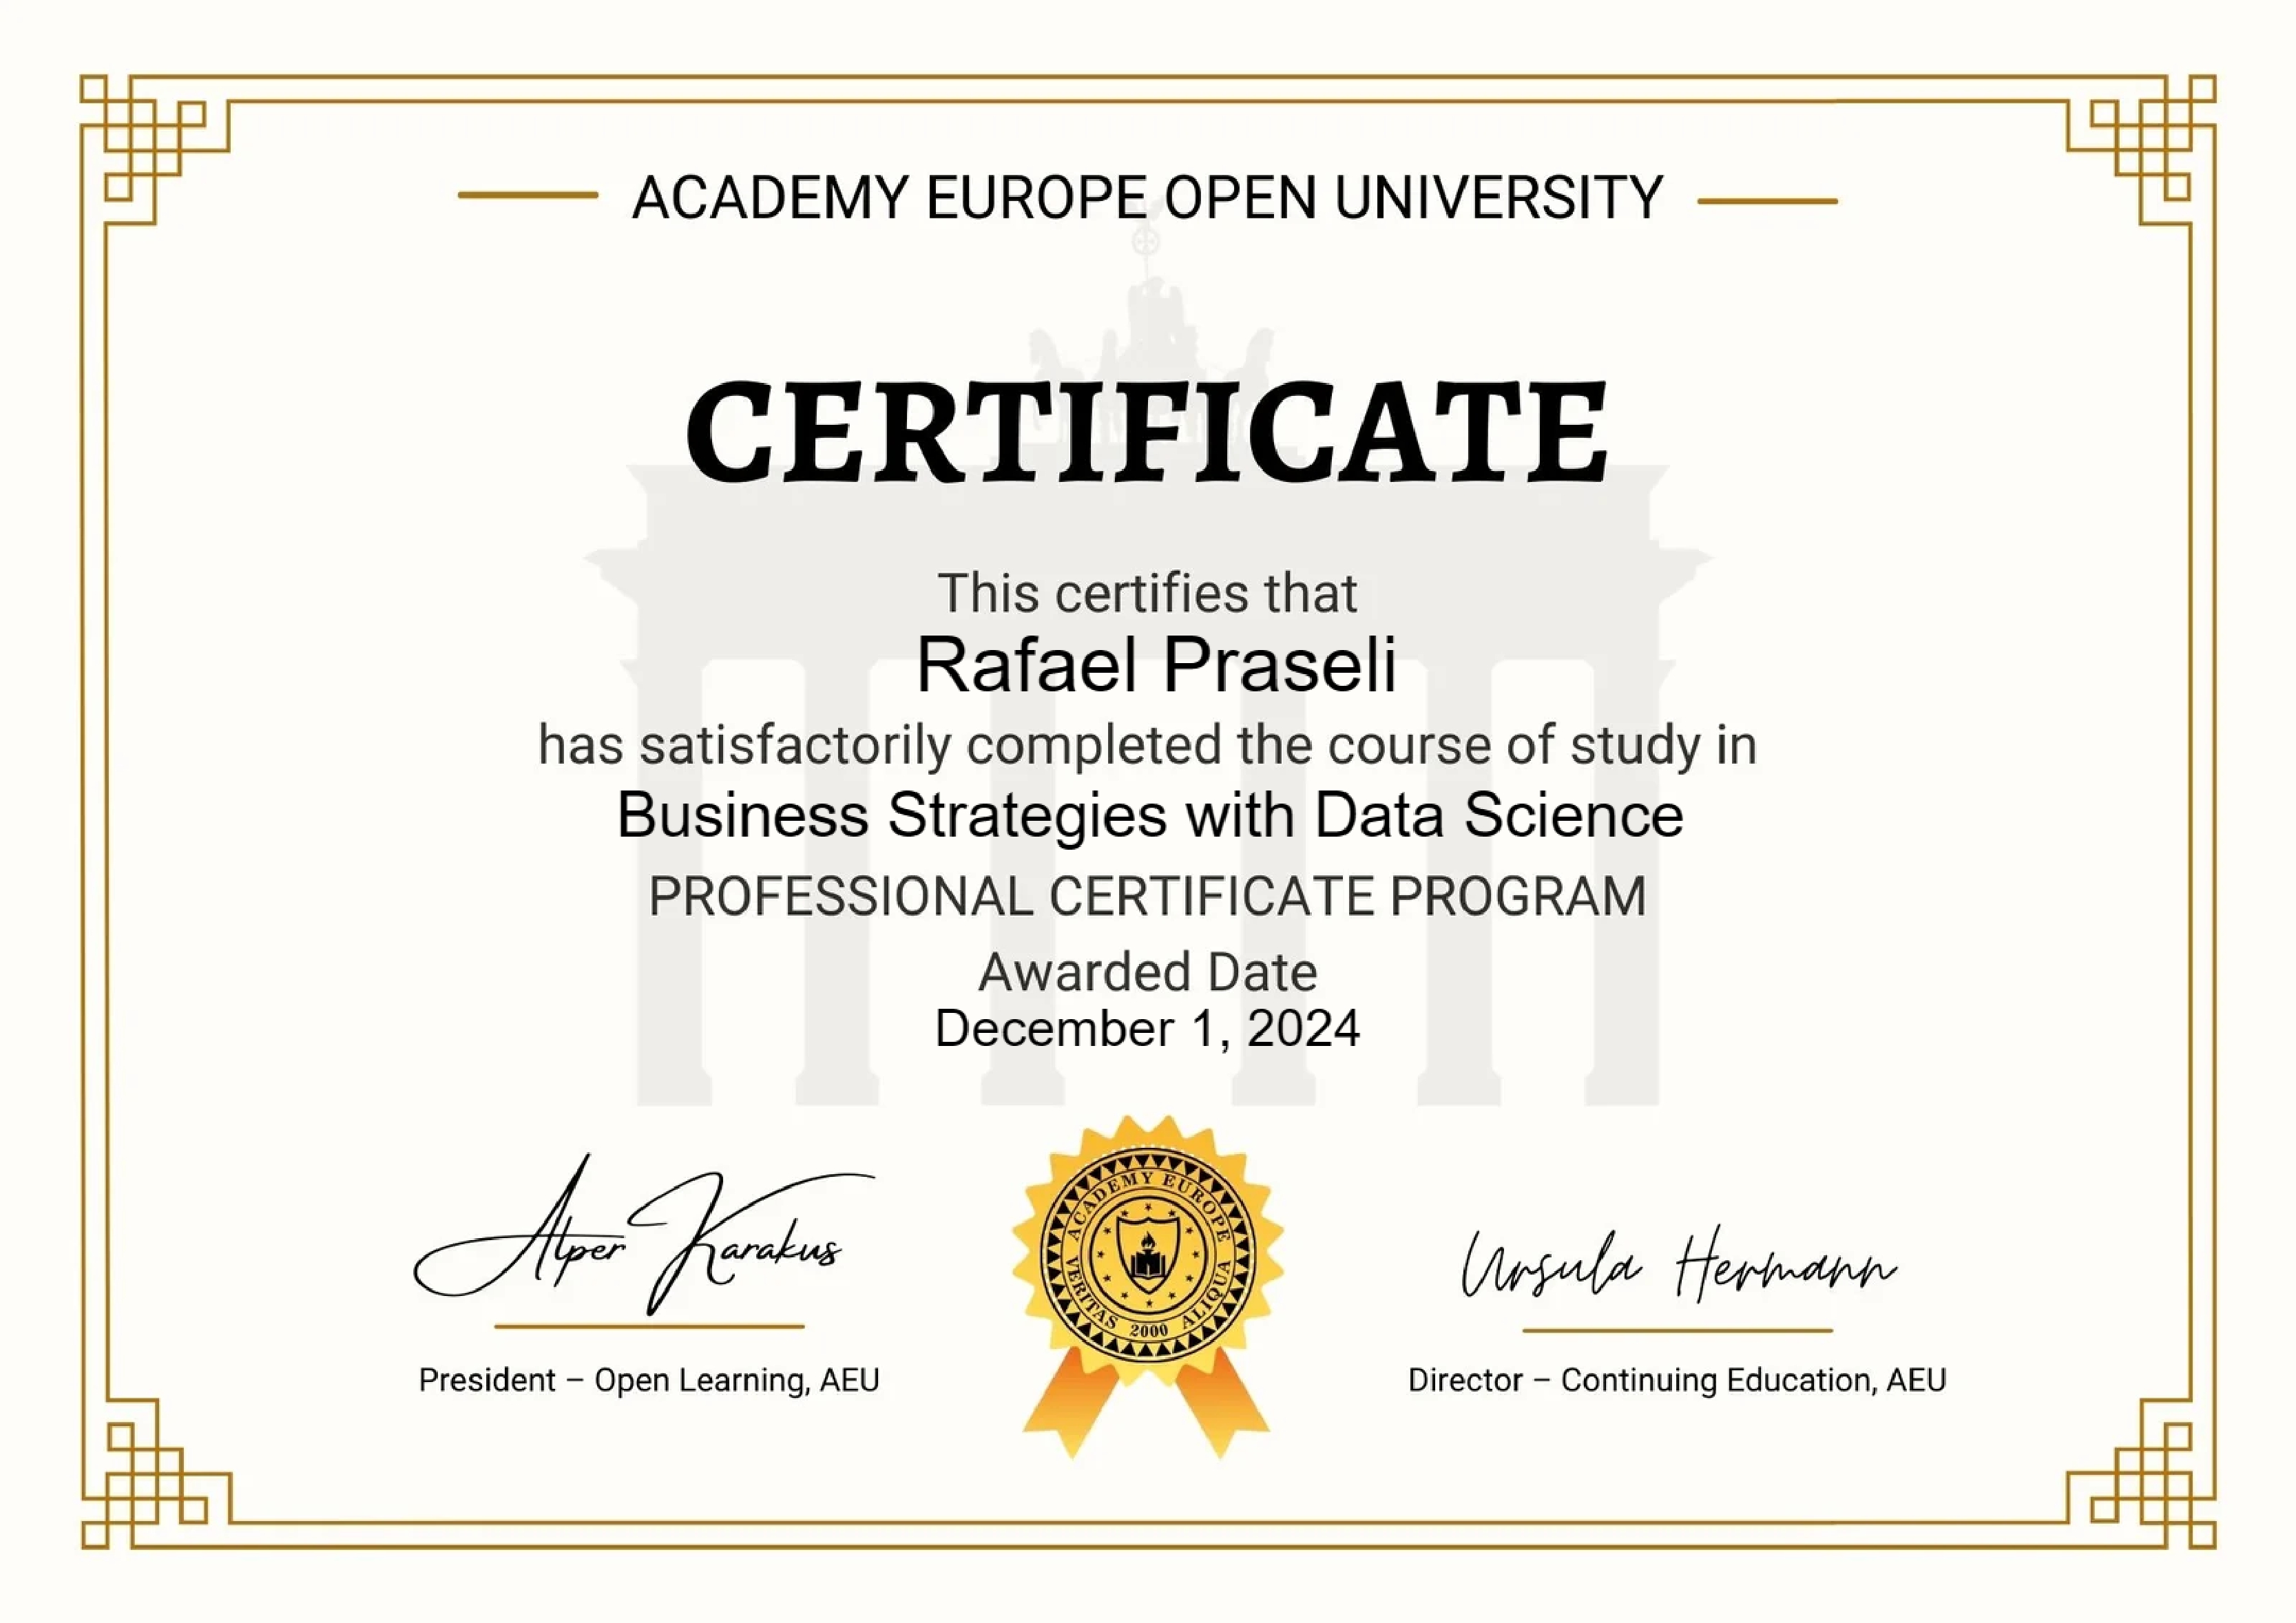 ACADEMY EUROPE OPEN UNIVERSITY
CERTIFICATE
This certifies that
Rafael Praseli
has satisfactorily completed the course of study in
Business Strategies with Data Science
PROFESSIONAL CERTIFICATE PROGRAM
Awarded Date
December 1, 2024
Alper Karakus
President – Open Learning, AEU
ACADEMY EUROPE
VERITAS 2000 ALIQUA
Ursula Hermann
Director – Continuing Education, AEU